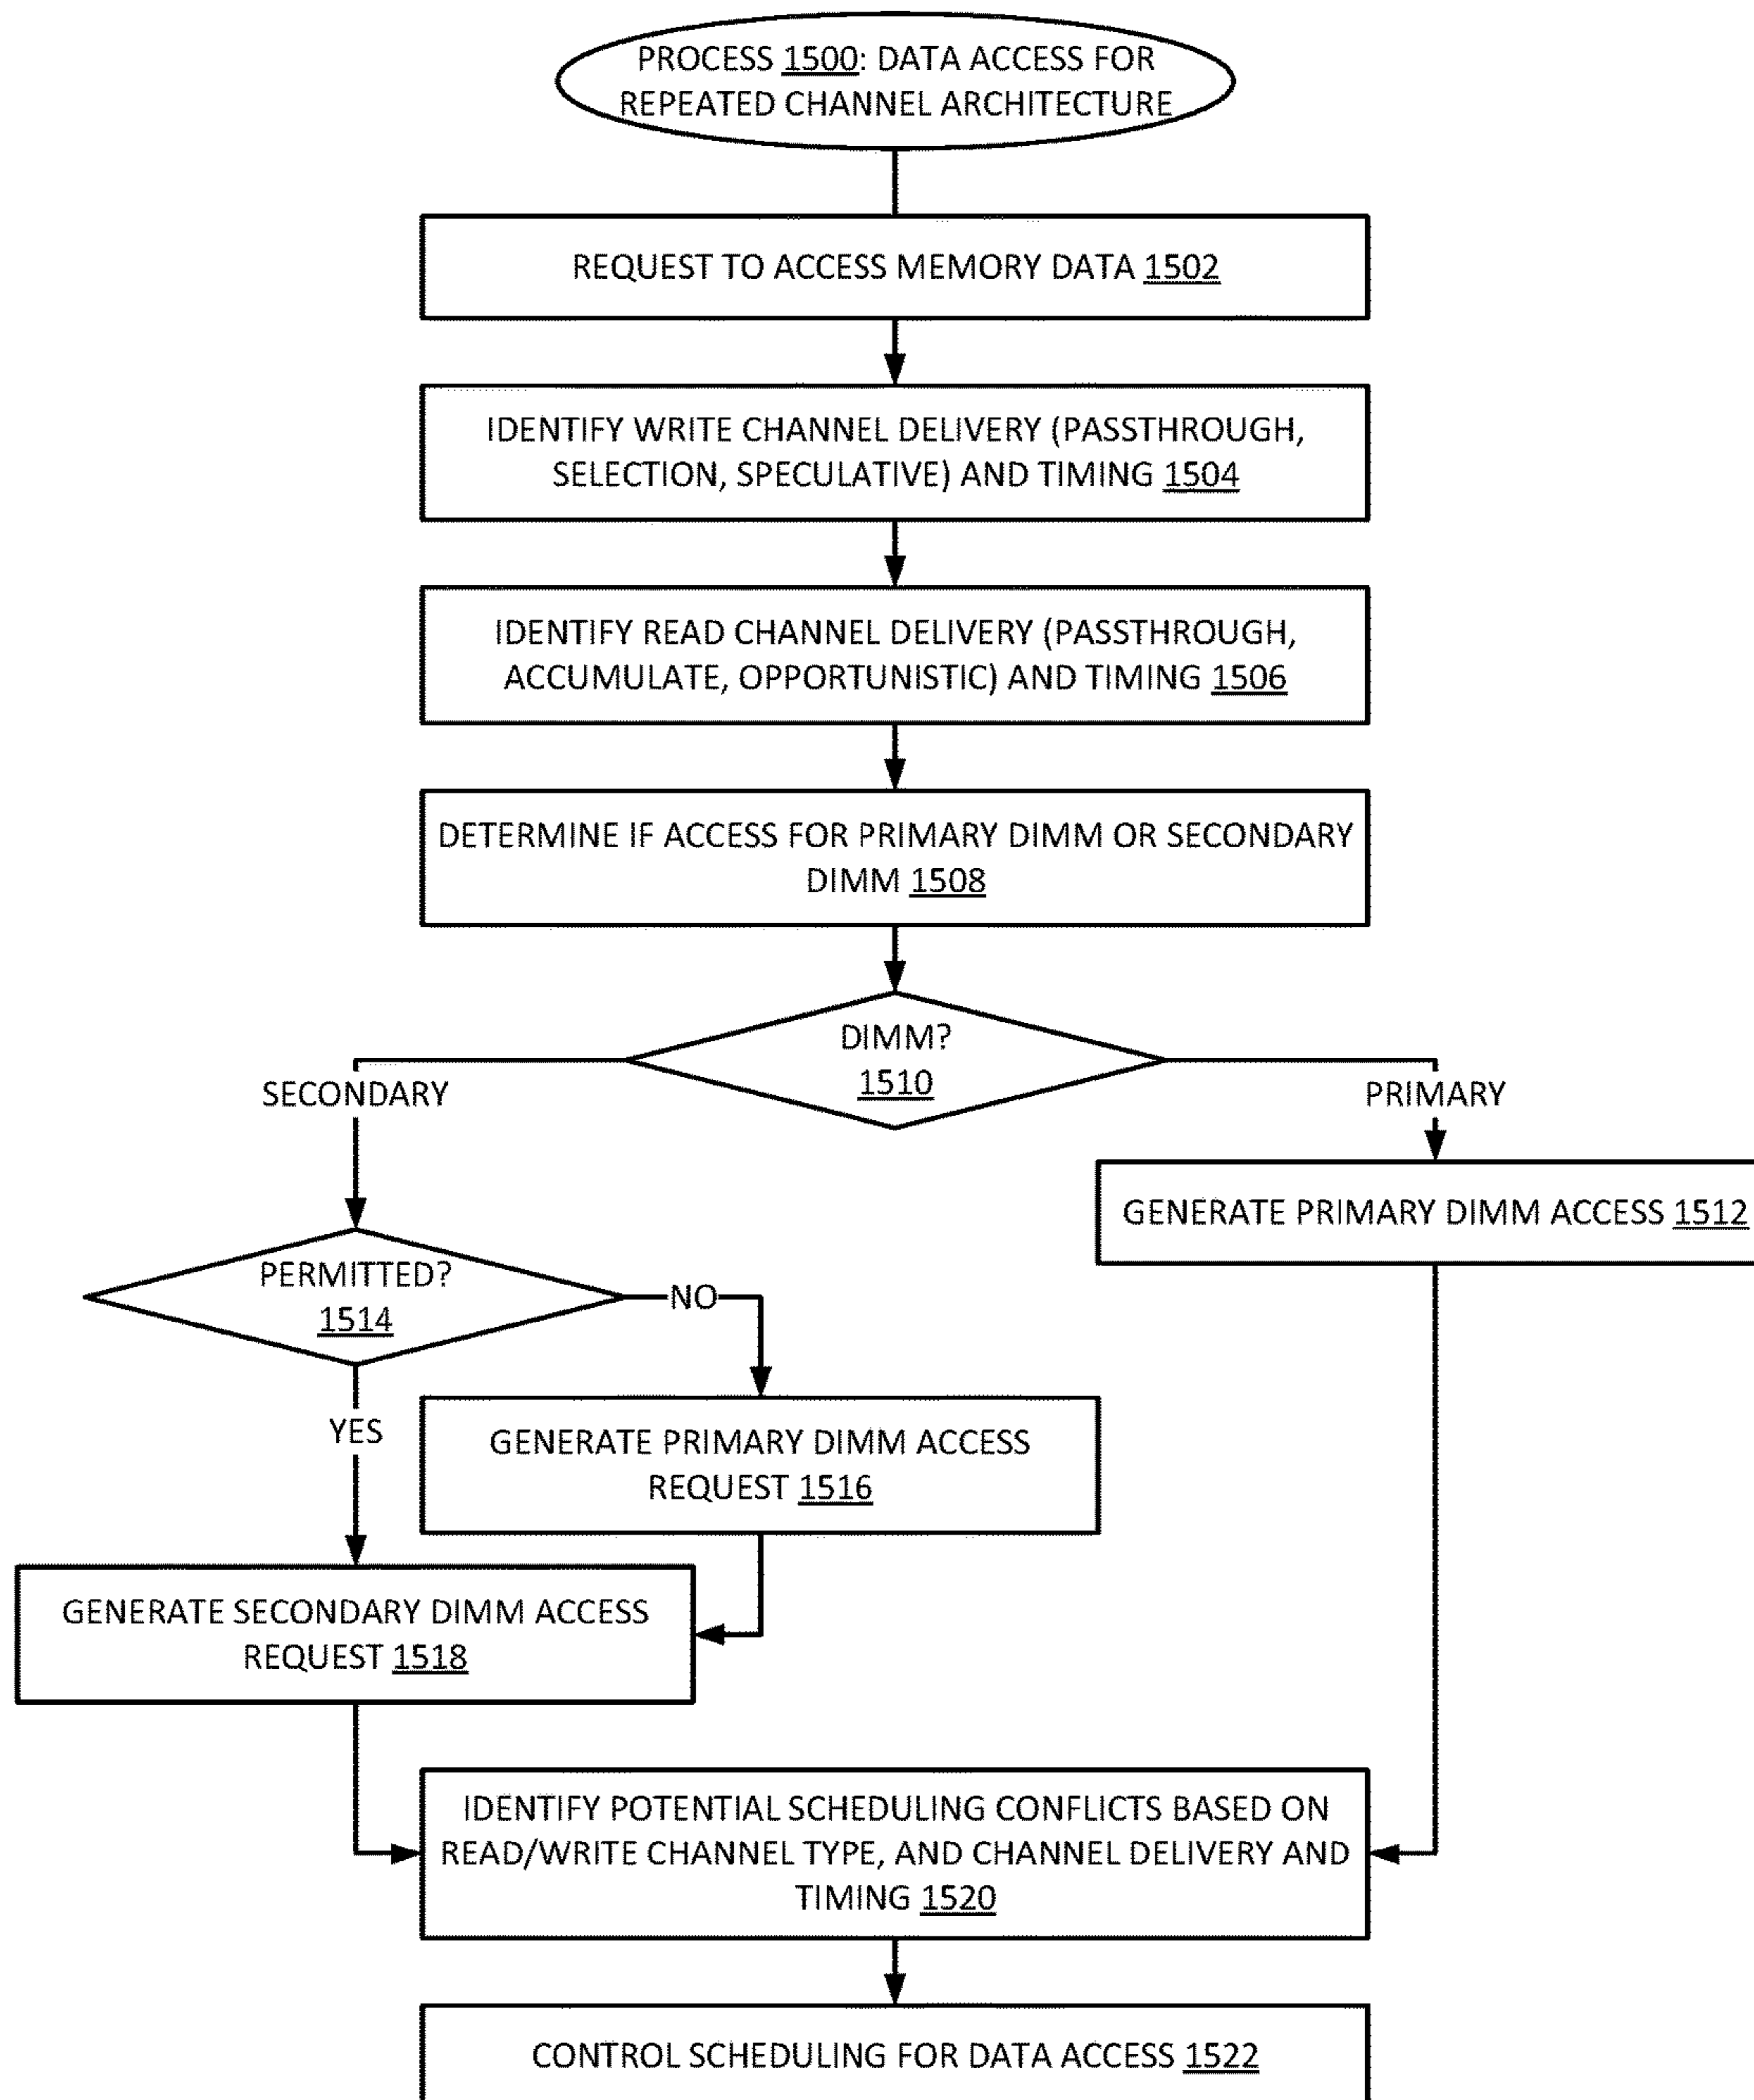 PROCESS 1500: DATA ACCESS FOR
REPEATED CHANNEL ARCHITECTURE
REQUEST TO ACCESS MEMORY DATA 1502
IDENTIFY WRITE CHANNEL DELIVERY (PASSTHROUGH,
SELECTION, SPECULATIVE) AND TIMING 1504
IDENTIFY READ CHANNEL DELIVERY (PASSTHROUGH,
ACCUMULATE, OPPORTUNISTIC) AND TIMING 1506
DETERMINE IF ACCESS FOR PRIMARY DIMM OR SECONDARY
DIMM 1508
DIMM?
1510
SECONDARY
PRIMARY
GENERATE PRIMARY DIMM ACCESS 1512
PERMITTED?
1514
NO
YES
GENERATE PRIMARY DIMM ACCESS
REQUEST 1516
GENERATE SECONDARY DIMM ACCESS
REQUEST 1518
IDENTIFY POTENTIAL SCHEDULING CONFLICTS BASED ON
READ/WRITE CHANNEL TYPE, AND CHANNEL DELIVERY AND
TIMING 1520
CONTROL SCHEDULING FOR DATA ACCESS 1522